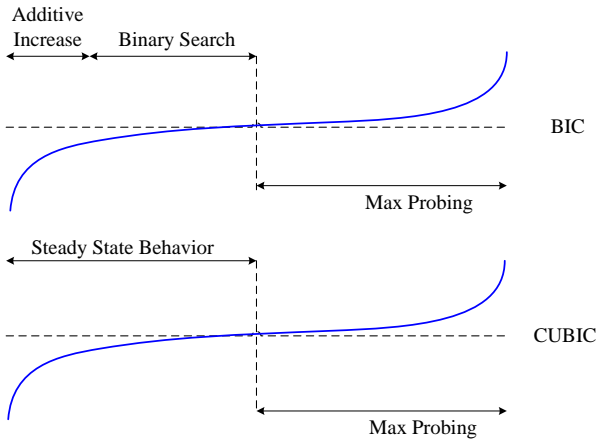 Additive
Increase
Binary Search
BIC
Max Probing
Steady State Behavior
CUBIC
Max Probing